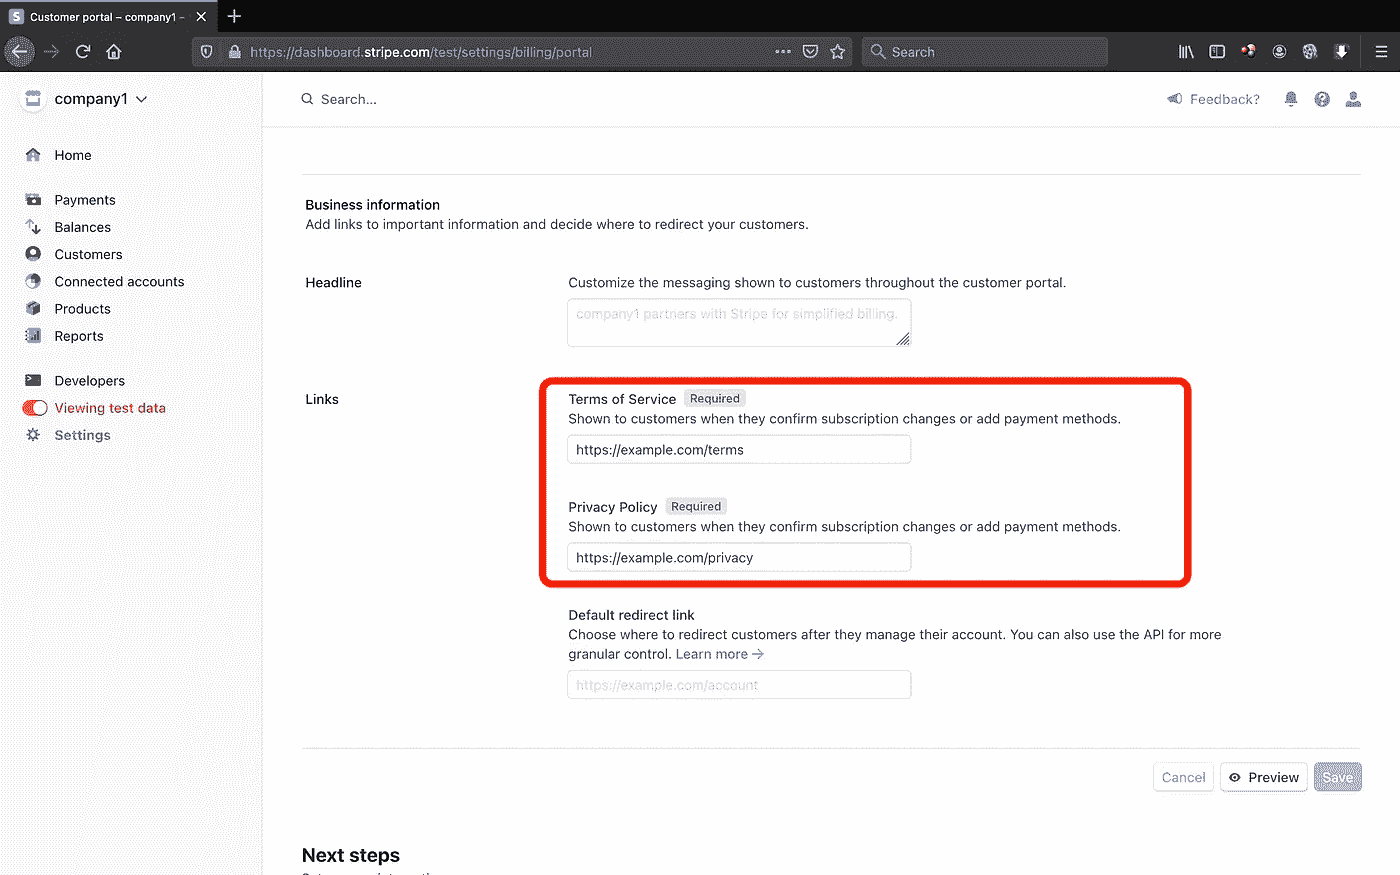 Customer portal – company1 –
https://dashboard.stripe.com/test/settings/billing/portal
Search
company1
Search...
Feedback?
Home
Payments
Balances
Customers
Connected accounts
Products
Reports
Developers
Viewing test data
Settings
Business information
Add links to important information and decide where to redirect your customers.
Headline
Customize the messaging shown to customers throughout the customer portal.
company1 partners with Stripe for simplified billing.
Links
Terms of Service Required
Shown to customers when they confirm subscription changes or add payment methods.
https://example.com/terms
Privacy Policy Required
Shown to customers when they confirm subscription changes or add payment methods.
https://example.com/privacy
Default redirect link
Choose where to redirect customers after they manage their account. You can also use the API for more
granular control. Learn more →
https://example.com/account
Cancel
Preview
Save
Next steps